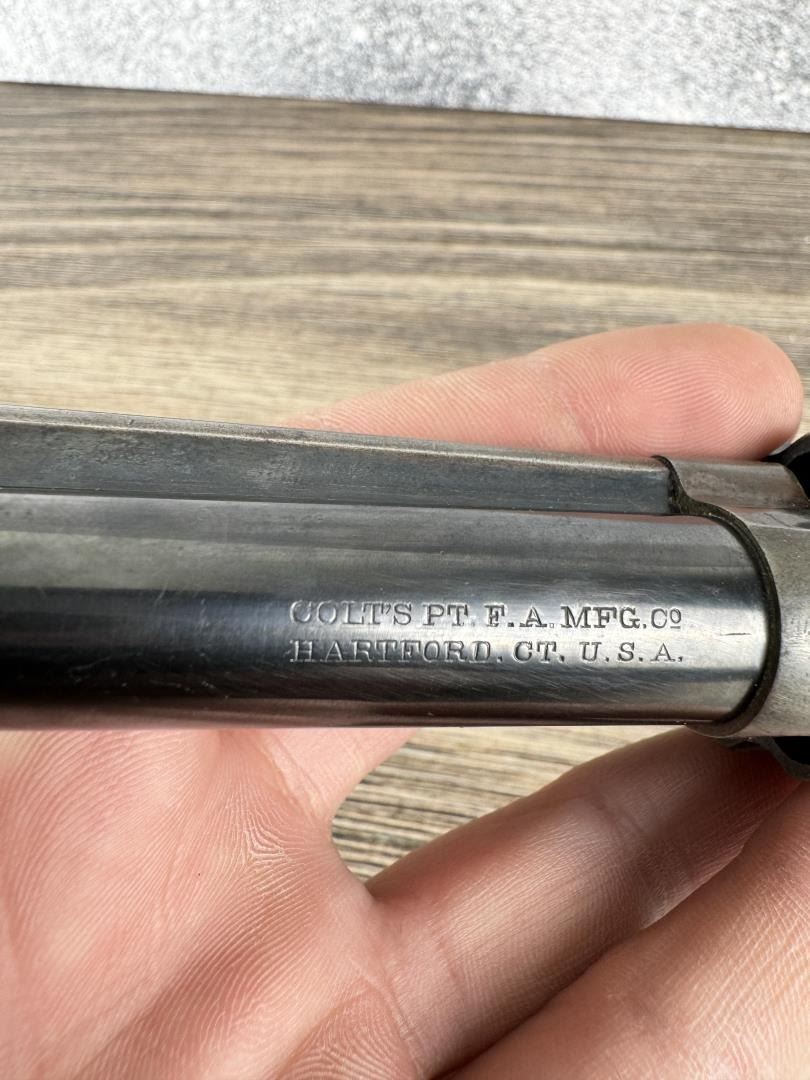 COLT'S PT. F.A. MFG. Cº
HARTFORD. CT. U.S.A.